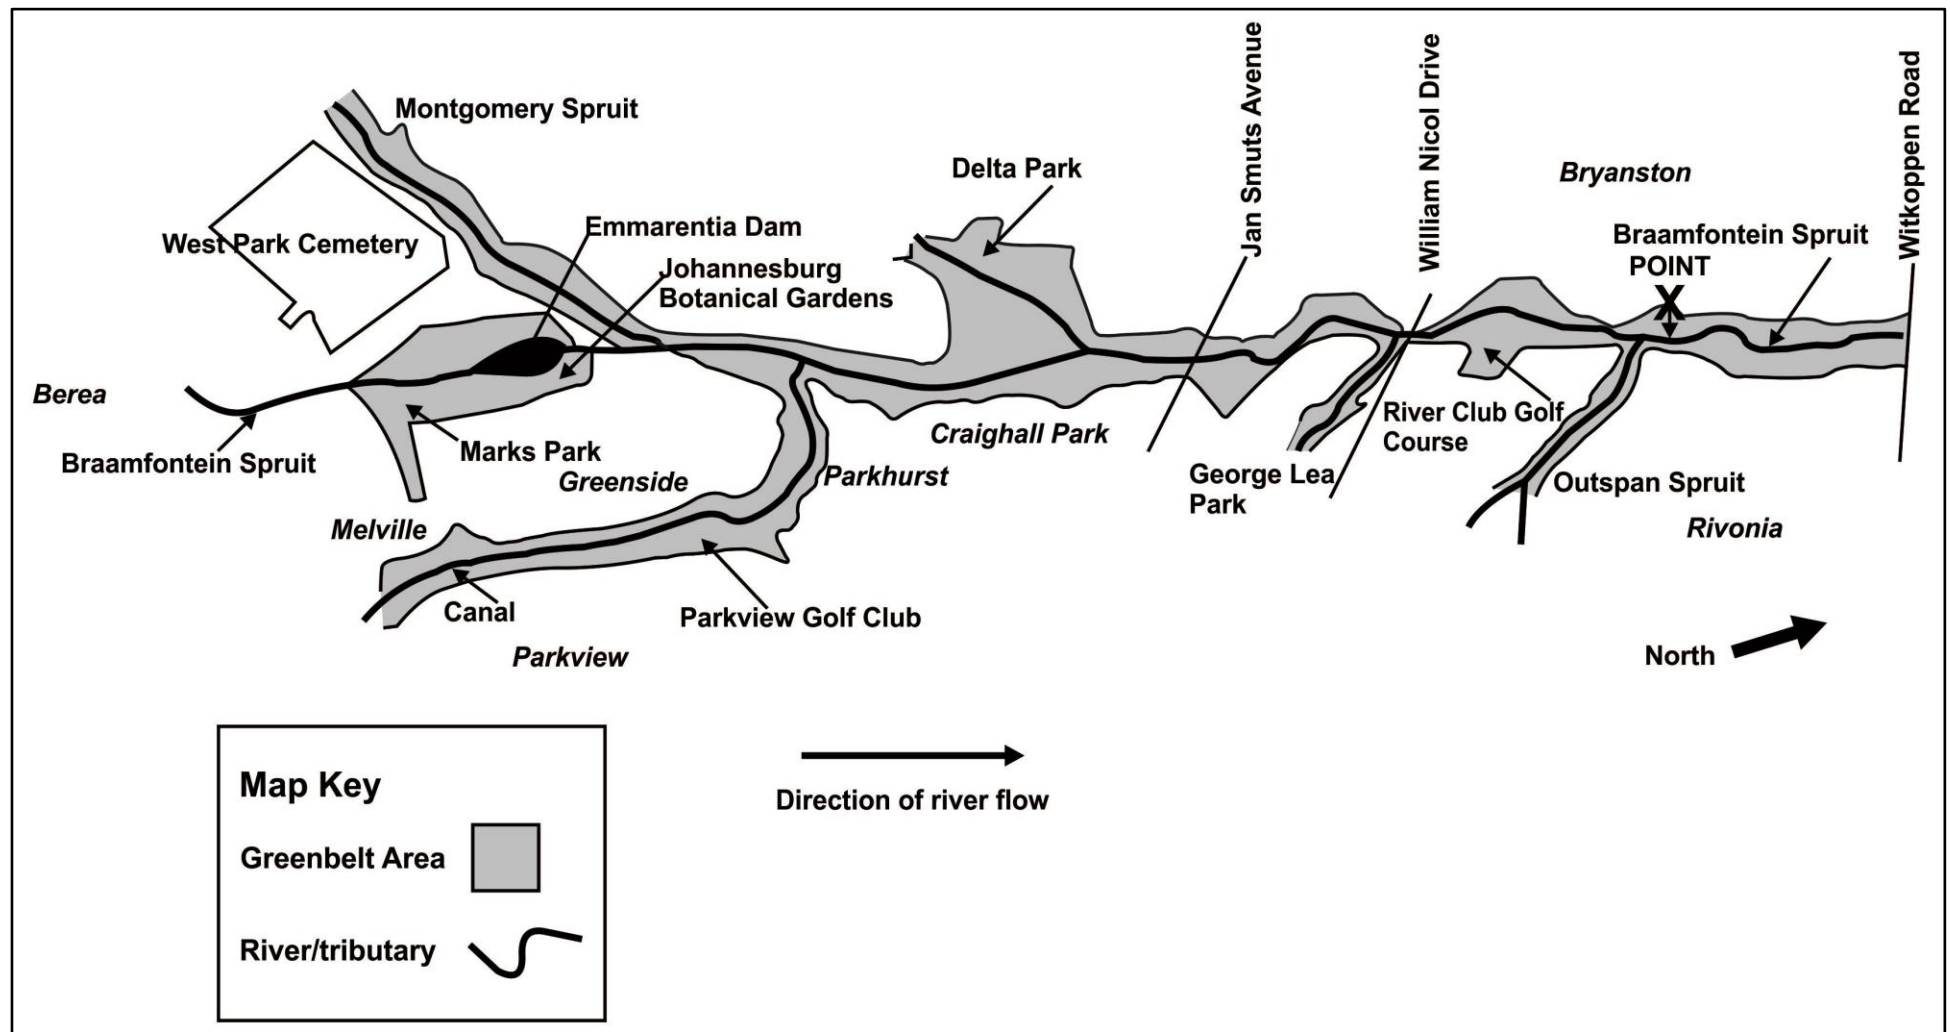 Montgomery Spruit
West Park Cemetery
Emmarentia Dam
Johannesburg
Botanical Gardens
Delta Park
Jan Smuts Avenue
William Nicol Drive
Bryanston
Braamfontein Spruit
POINT
X
Witkoppen Road
Berea
Braamfontein Spruit
Marks Park
Greenside
Melville
Parkhurst
Craighall Park
George Lea
Park
River Club Golf
Course
Outspan Spruit
Rivonia
Canal
Parkview Golf Club
Parkview
North
Direction of river flow
Map Key
Greenbelt Area
River/tributary